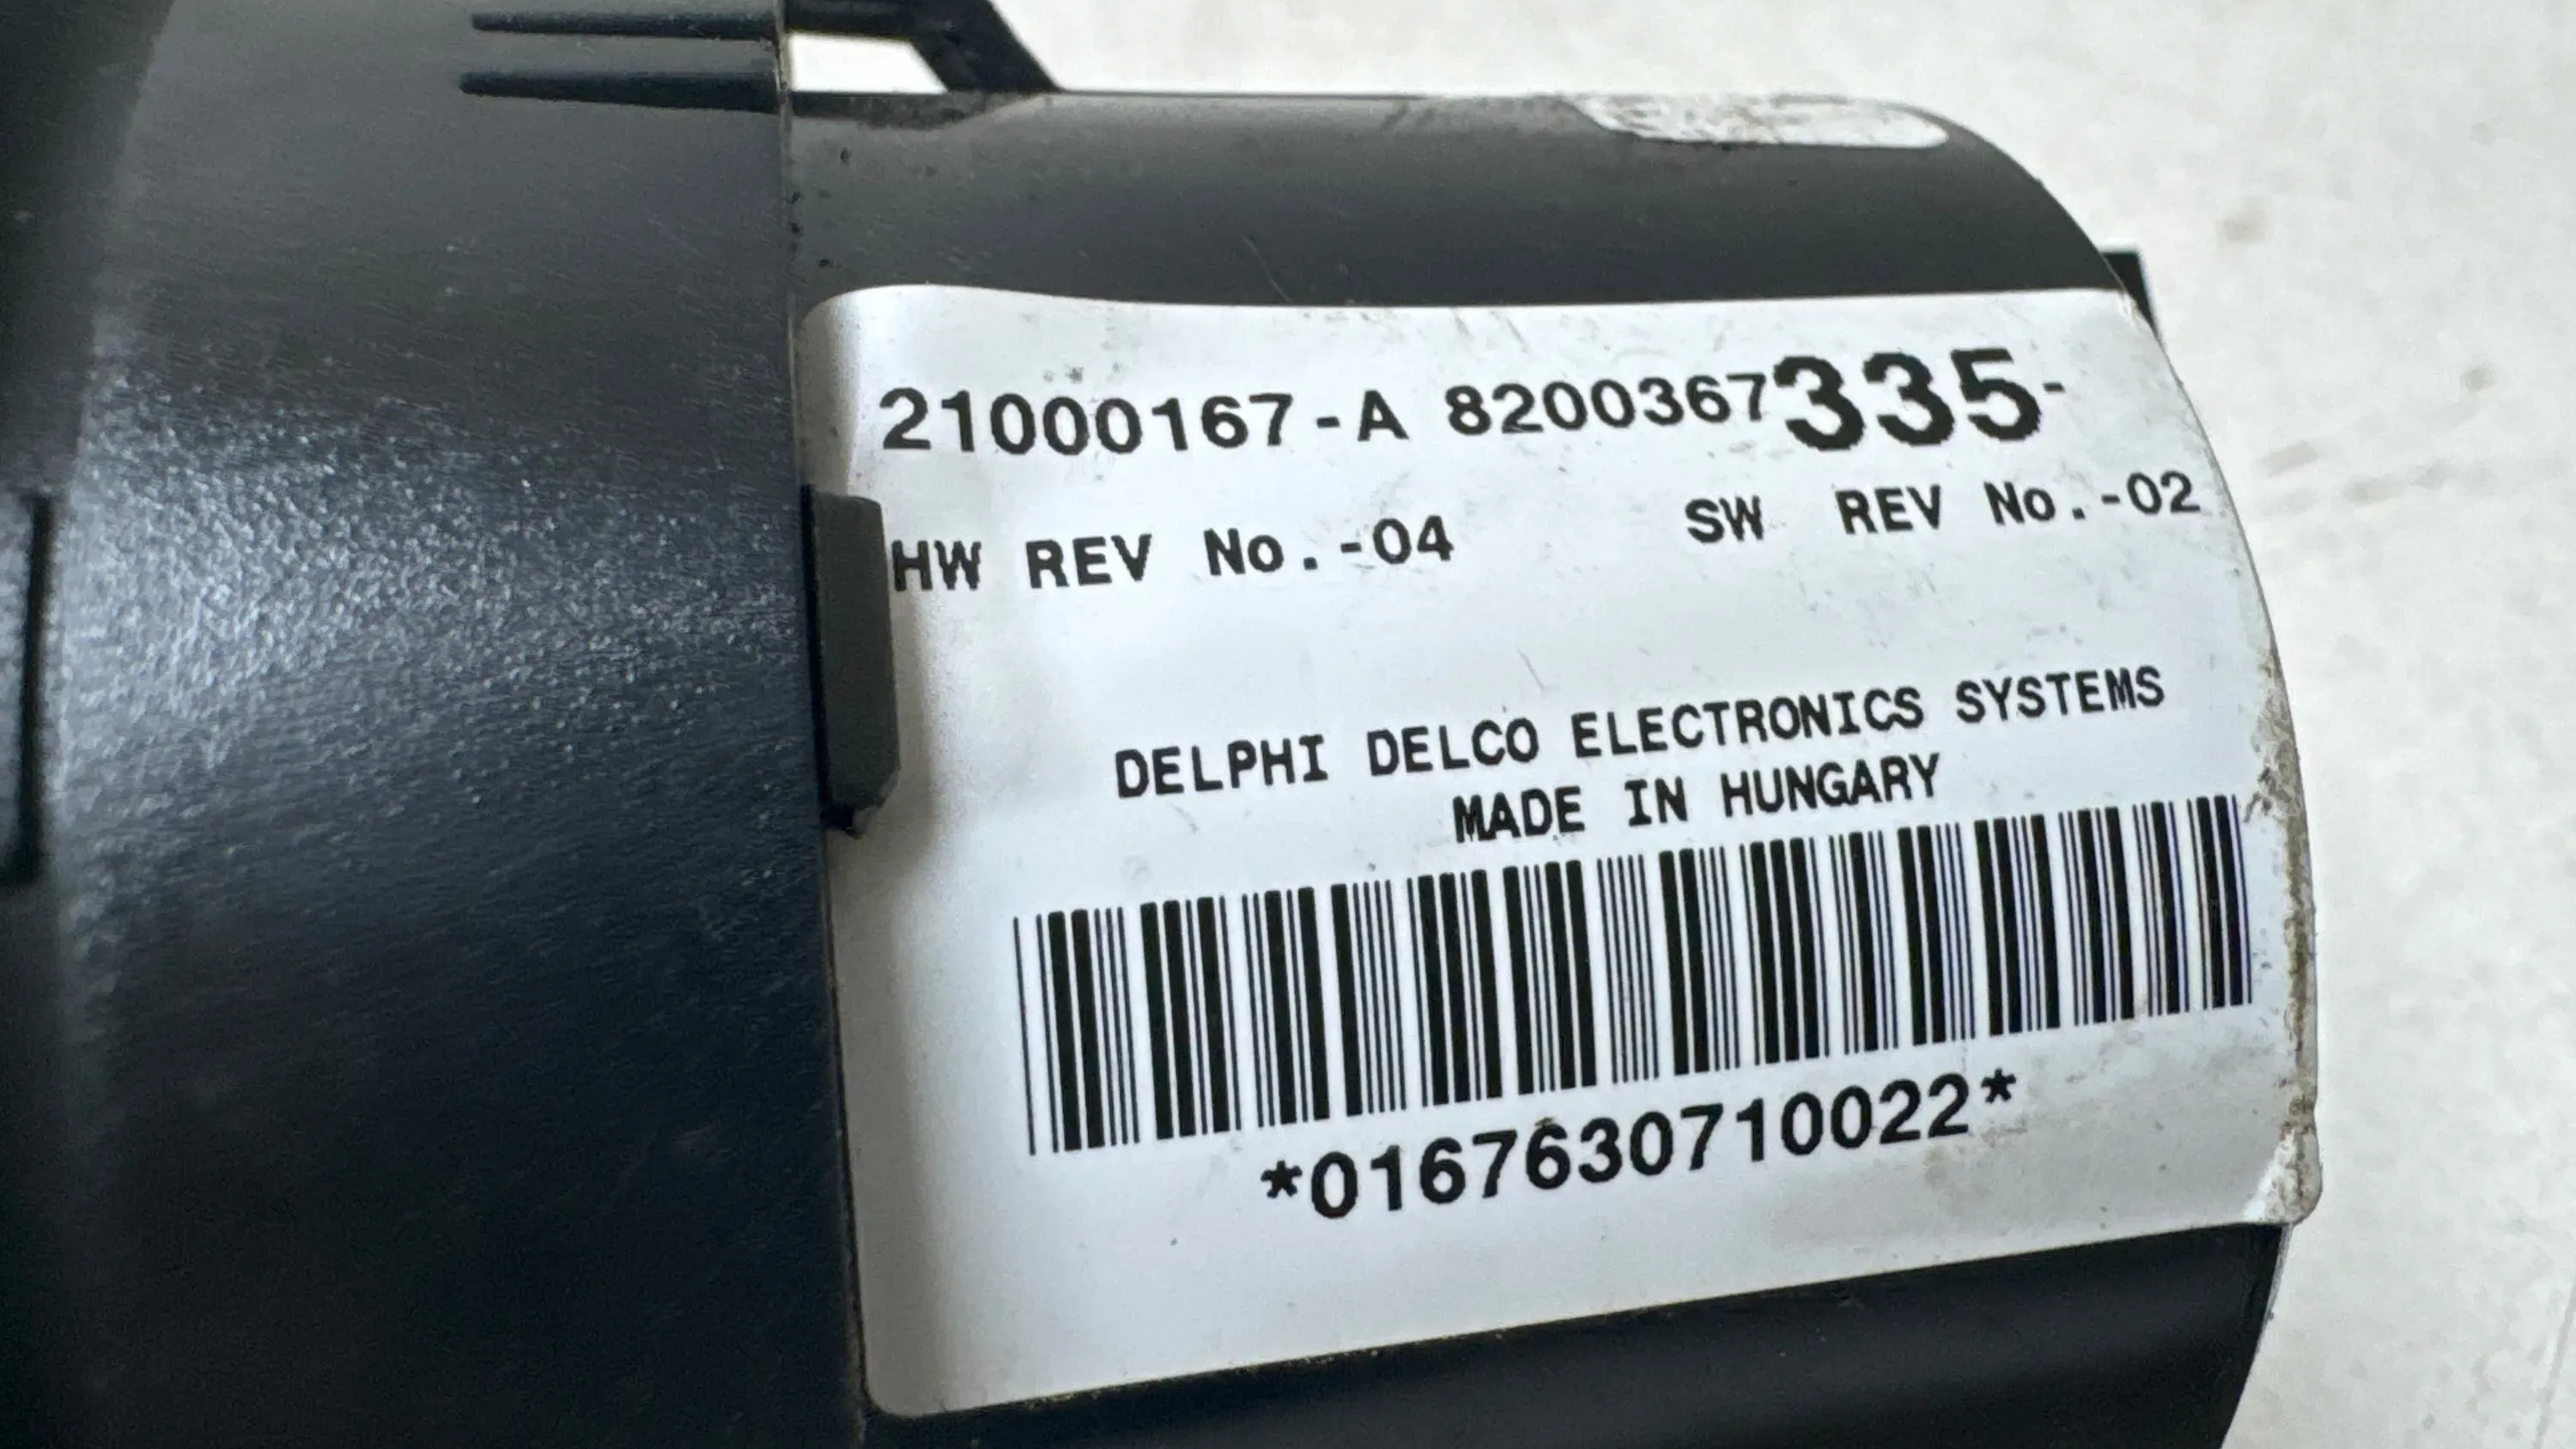 21000167-A 8200367335-
HW REV No.-04 SW REV No.-02
DELPHI DELCO ELECTRONICS SYSTEMS
MADE IN HUNGARY
*0167630710022*